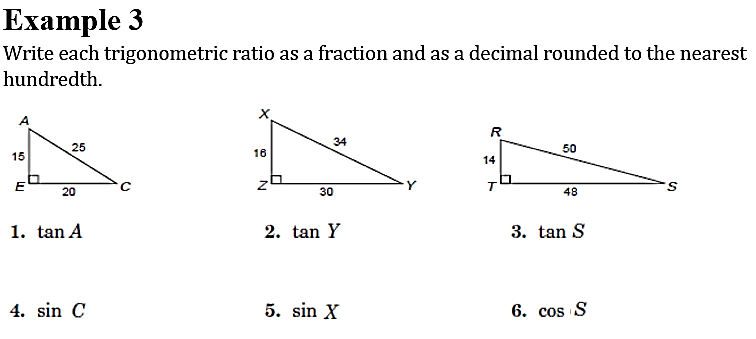 Example 3
Write each trigonometric ratio as a fraction and as a decimal rounded to the nearest
hundredth.
A
15
25
E
20
C
X
16
34
Z
30
Y
R
14
50
T
48
S
1. tan A
2. tan Y
3. tan S
4. sin C
5. sin X
6. cos S